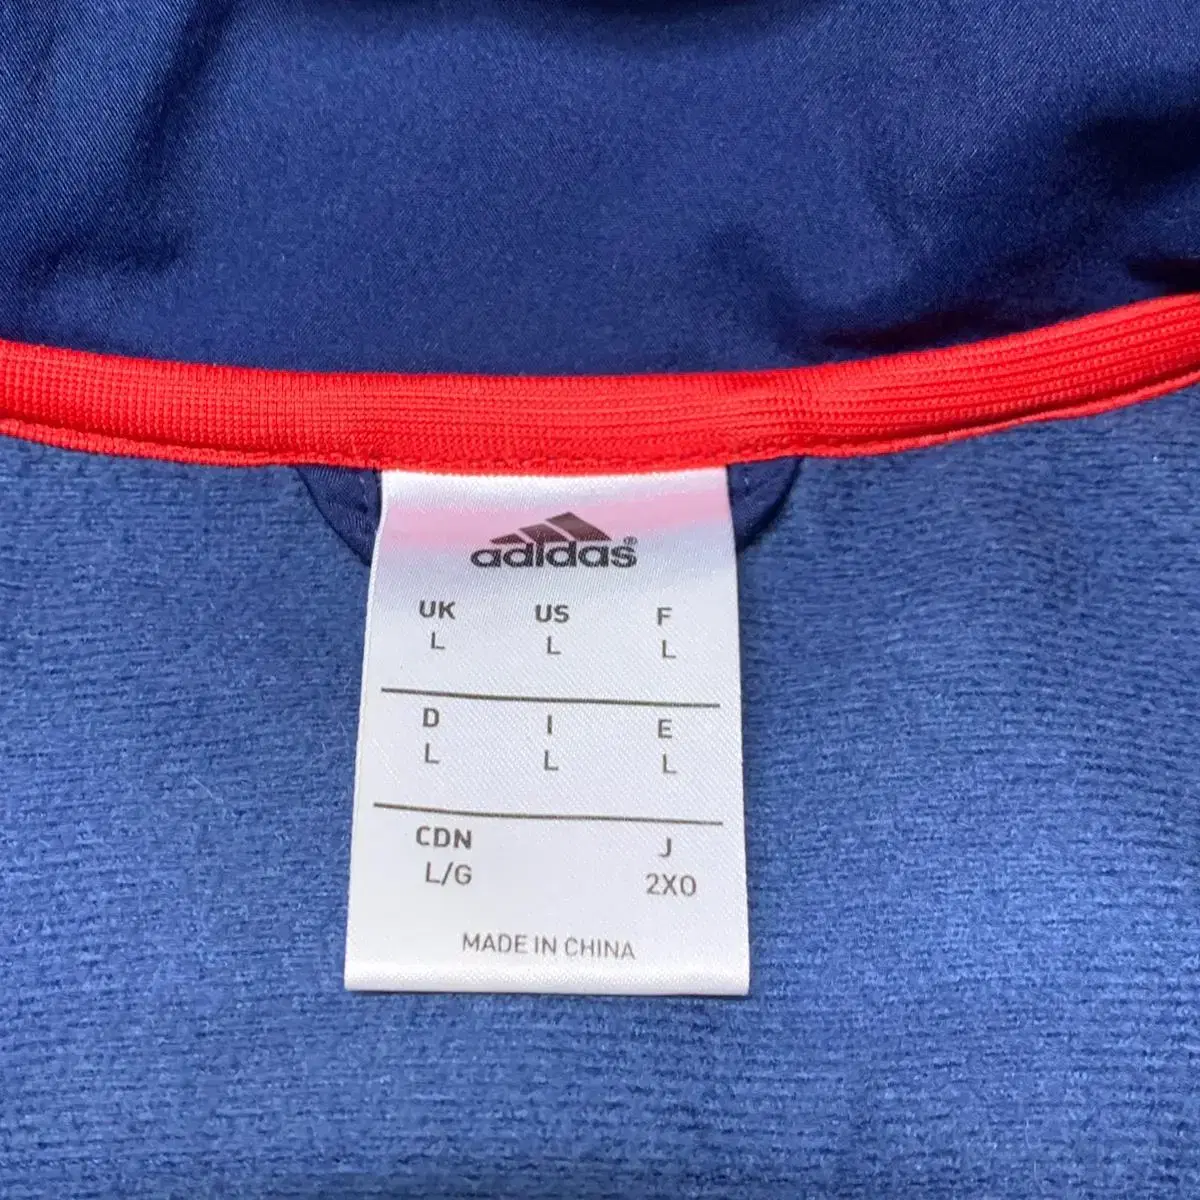 adidas®
UK US F
L L L
D I E
L L L
CDN J
L/G 2XO
MADE IN CHINA